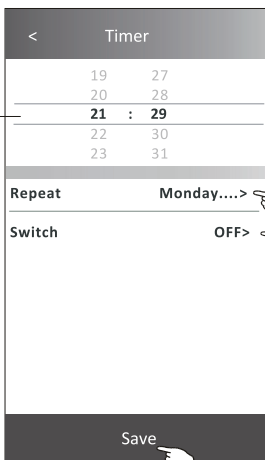 < Timer
19 27
20 28
21 : 29
22 30
23 31
Repeat Monday....>
Switch OFF>
Save